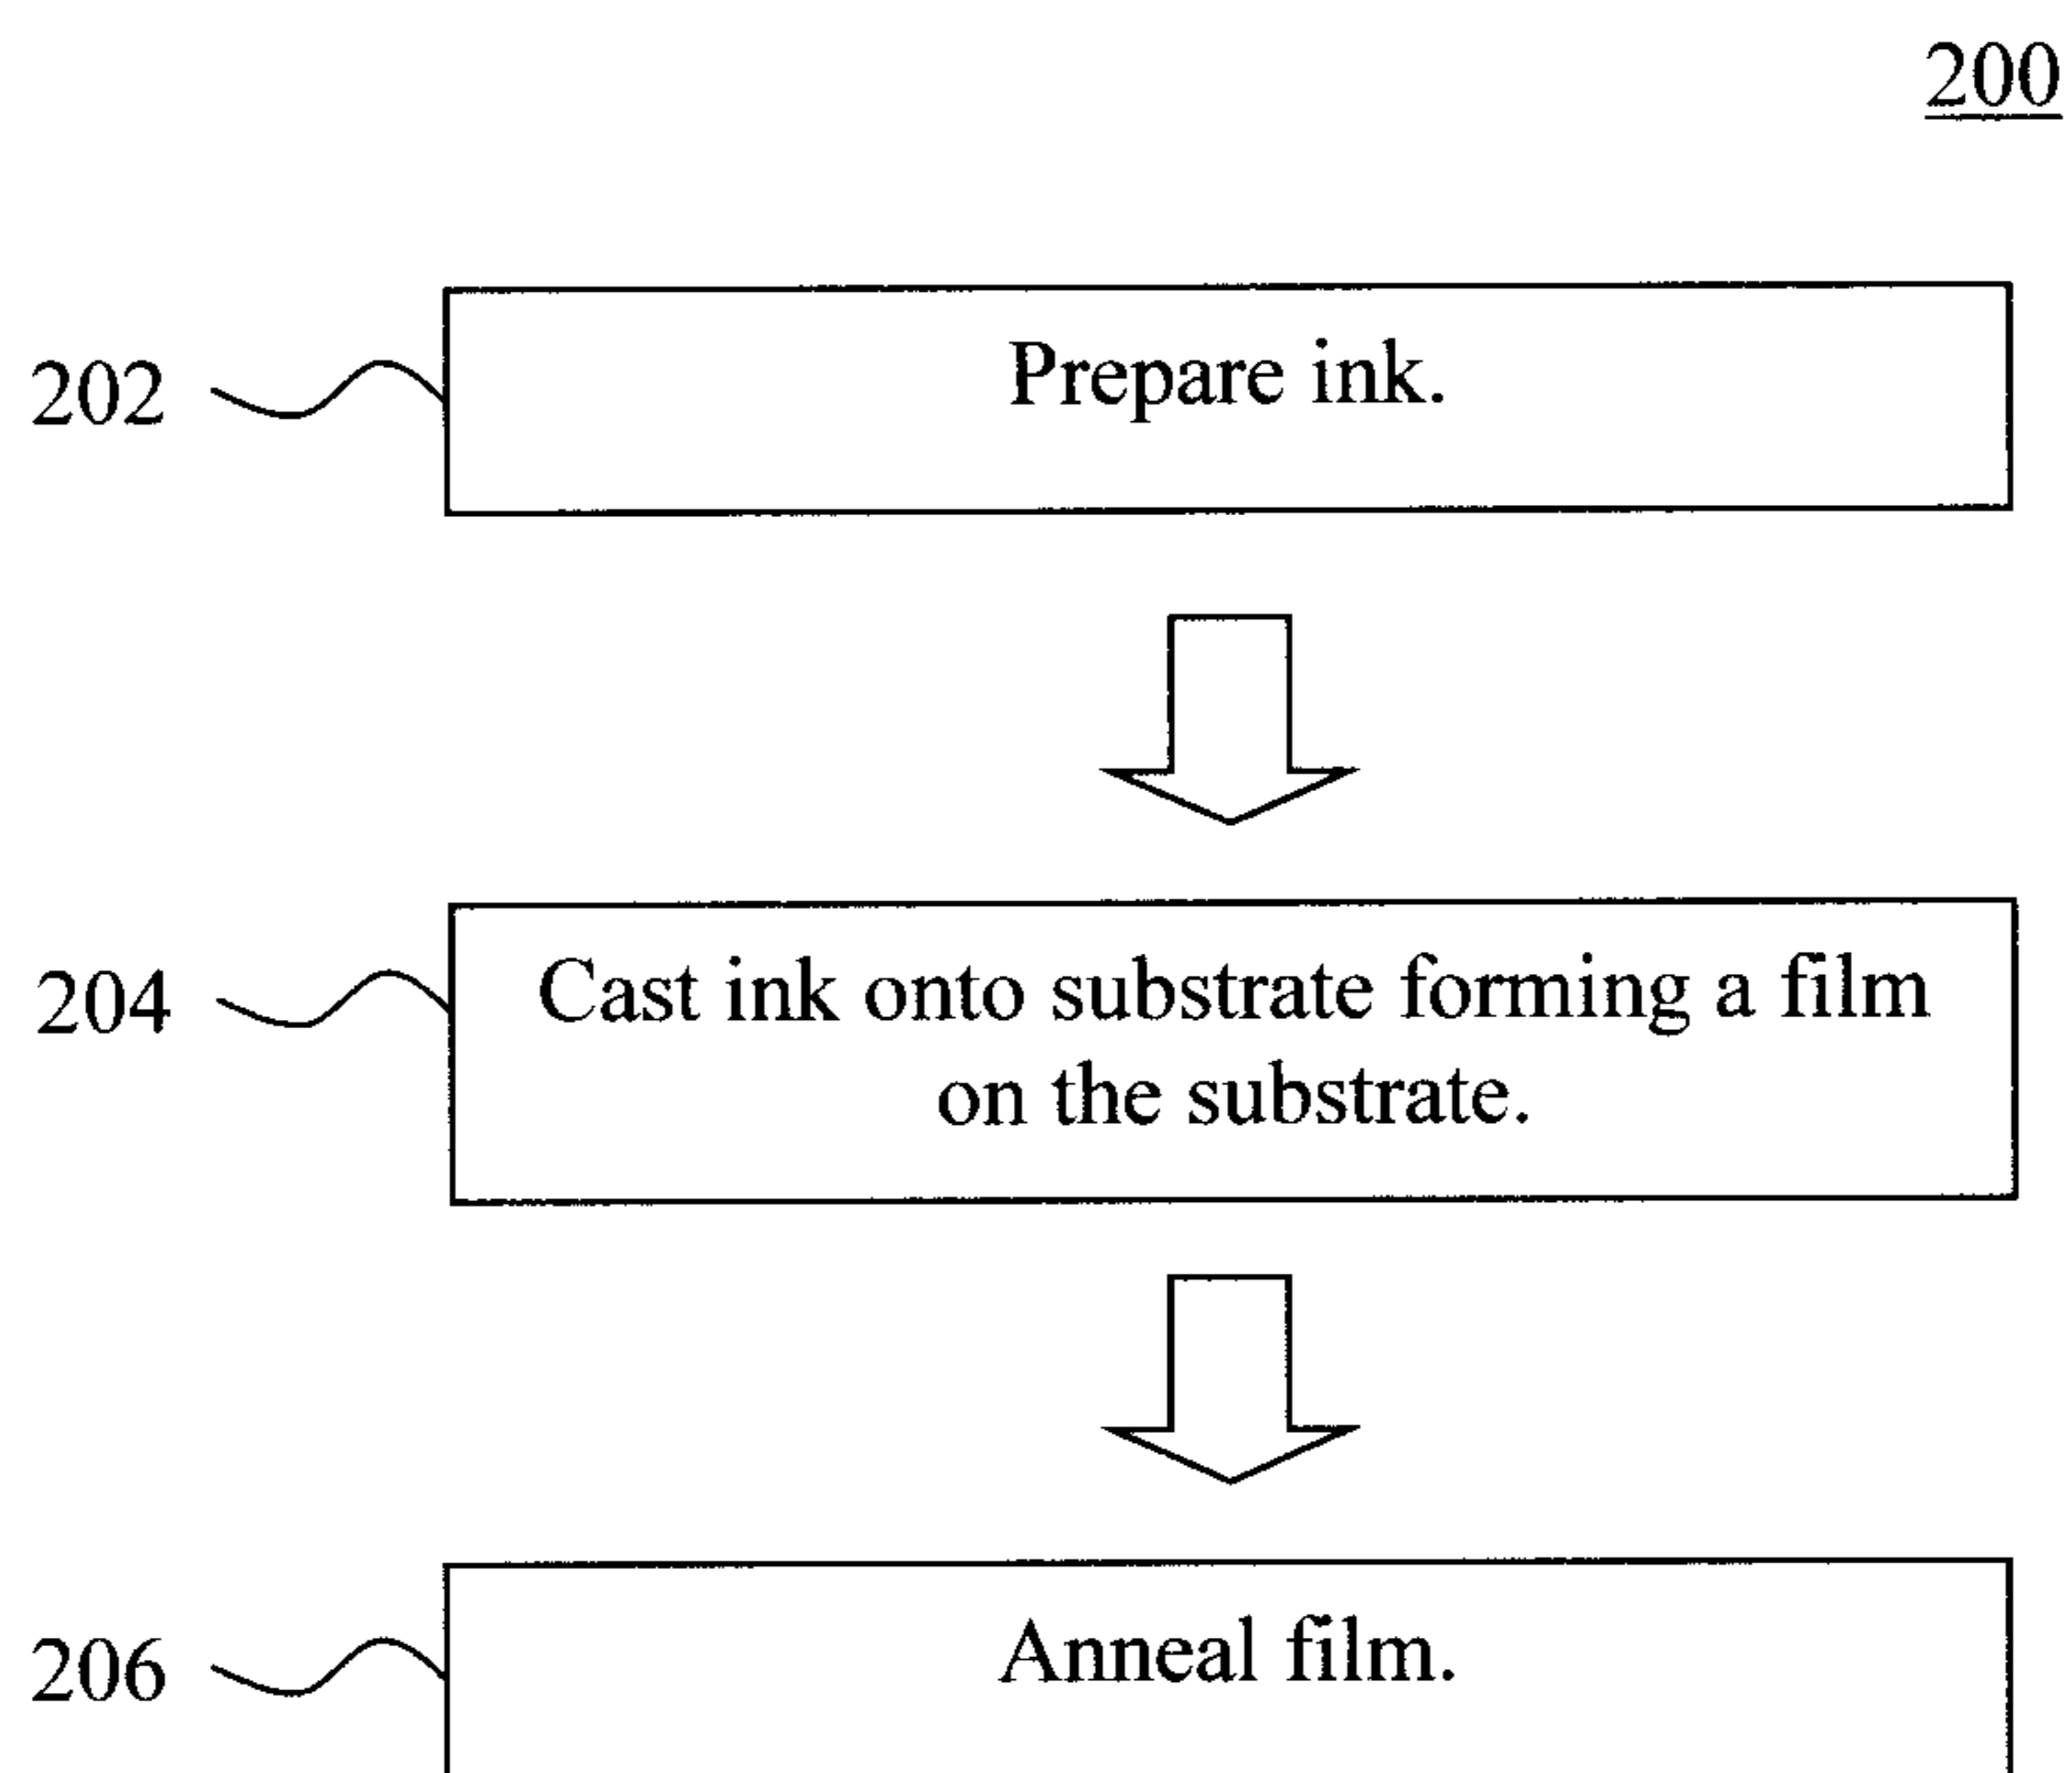 200
202
Prepare ink.
204
Cast ink onto substrate forming a film
on the substrate.
206
Anneal film.